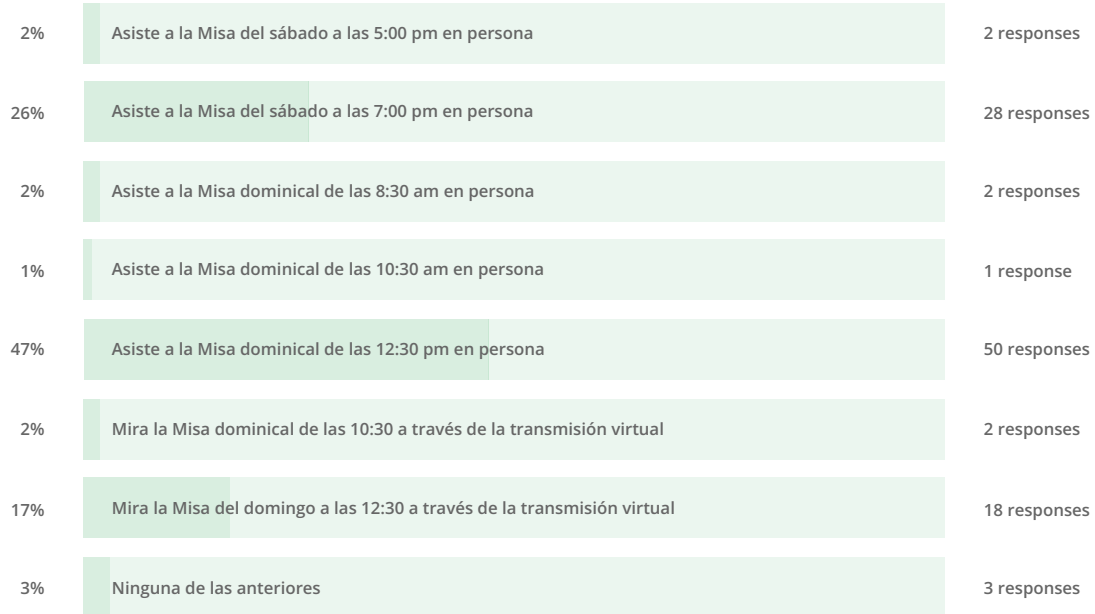 2% Asiste a la Misa del sábado a las 5:00 pm en persona 2 responses
26% Asiste a la Misa del sábado a las 7:00 pm en persona 28 responses
2% Asiste a la Misa dominical de las 8:30 am en persona 2 responses
1% Asiste a la Misa dominical de las 10:30 am en persona 1 response
47% Asiste a la Misa dominical de las 12:30 pm en persona 50 responses
2% Mira la Misa dominical de las 10:30 a través de la transmisión virtual 2 responses
17% Mira la Misa del domingo a las 12:30 a través de la transmisión virtual 18 responses
3% Ninguna de las anteriores 3 responses